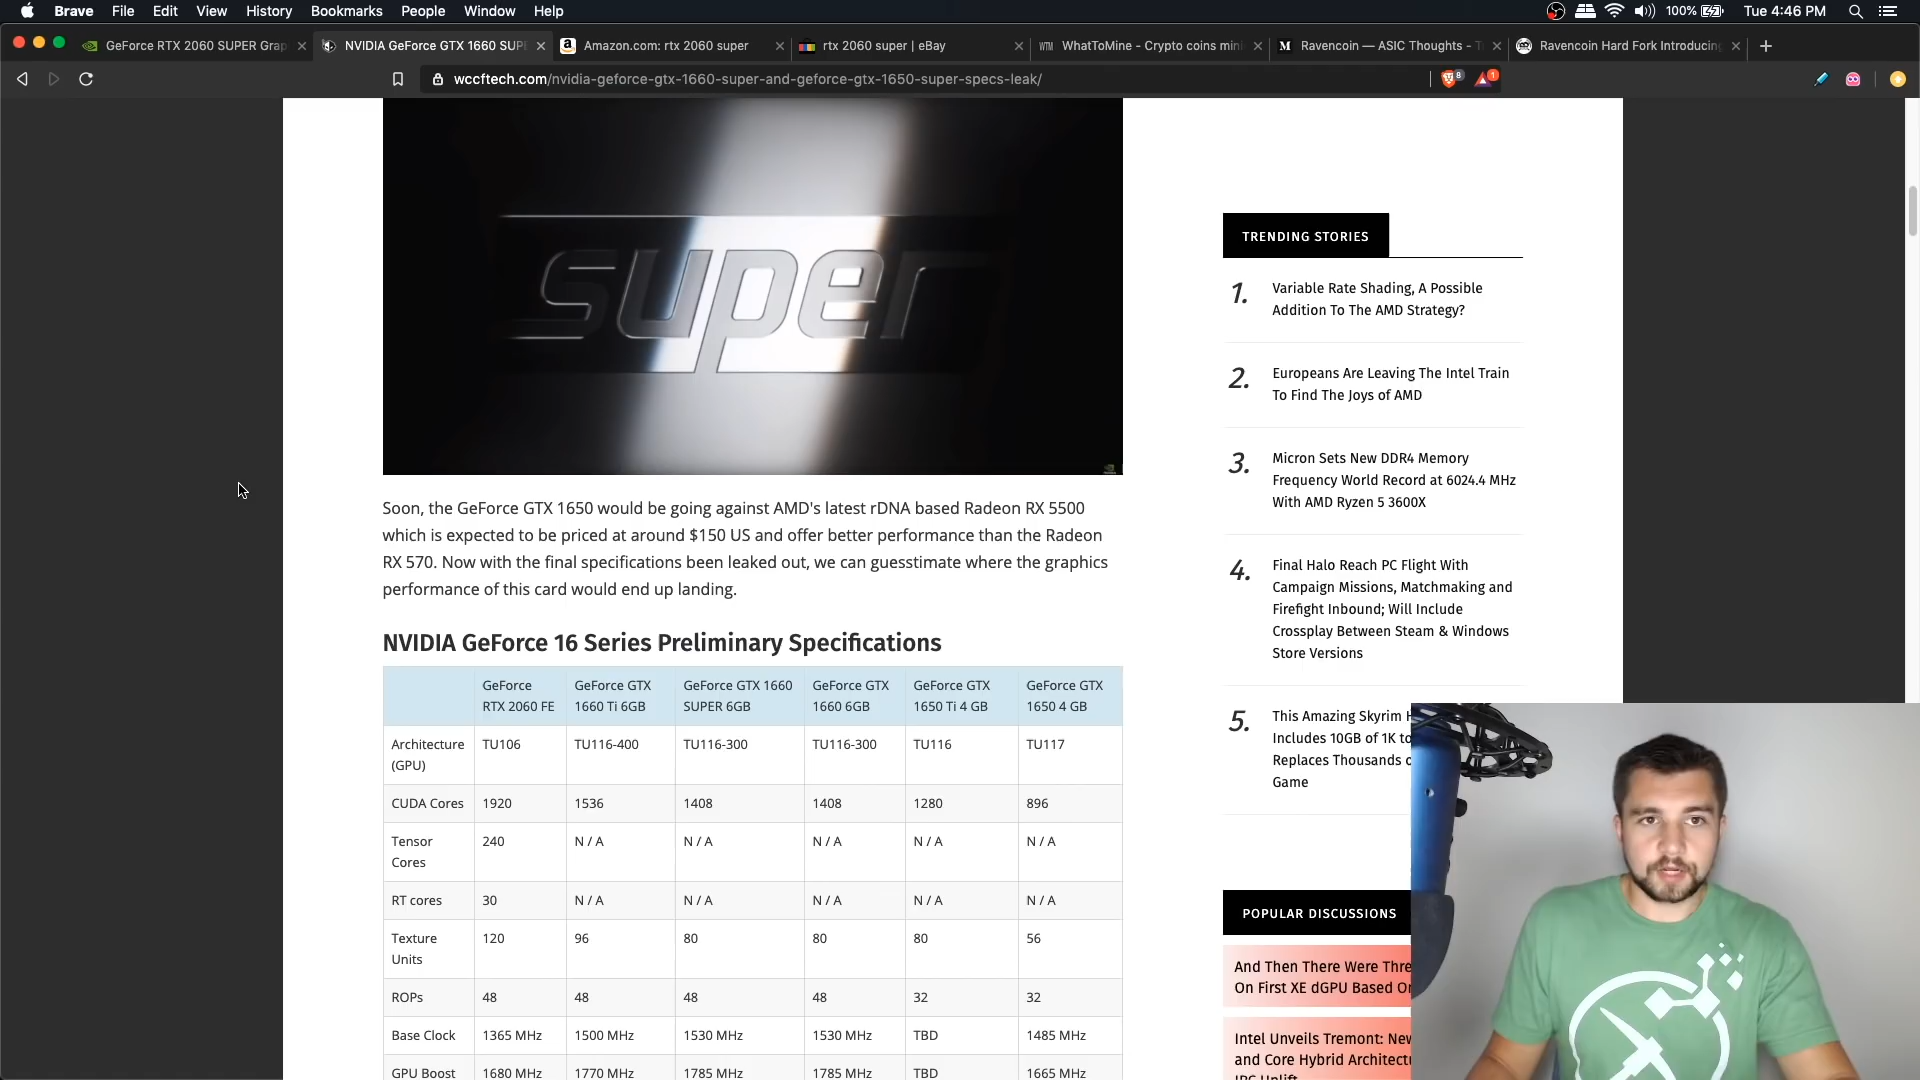 Brave File Edit View History Bookmarks People Window Help 100% Tue 4:46 PM
GeForce RTX 2060 SUPER Grap NVIDIA GeForce GTX 1660 SUP Amazon.com: rtx 2060 super rtx 2060 super | eBay WhatToMine - Crypto coins mini Ravencoin — ASIC Thoughts - T Ravencoin Hard Fork Introducing
wccftech.com/nvidia-geforce-gtx-1660-super-and-geforce-gtx-1650-super-specs-leak/ 8 1
super
Soon, the GeForce GTX 1650 would be going against AMD's latest rDNA based Radeon RX 5500
which is expected to be priced at around $150 US and offer better performance than the Radeon
RX 570. Now with the final specifications been leaked out, we can guesstimate where the graphics
performance of this card would end up landing.
NVIDIA GeForce 16 Series Preliminary Specifications
GeForce GeForce GTX GeForce GTX 1660 GeForce GTX GeForce GTX GeForce GTX
RTX 2060 FE 1660 Ti 6GB SUPER 6GB 1660 6GB 1650 Ti 4 GB 1650 4 GB
Architecture TU106 TU116-400 TU116-300 TU116-300 TU116 TU117
(GPU)
CUDA Cores 1920 1536 1408 1408 1280 896
Tensor 240 N / A N / A N / A N / A N / A
Cores
RT cores 30 N / A N / A N / A N / A N / A
Texture 120 96 80 80 80 56
Units
ROPs 48 48 48 48 32 32
Base Clock 1365 MHz 1500 MHz 1530 MHz 1530 MHz TBD 1485 MHz
GPU Boost 1680 MHz 1770 MHz 1785 MHz 1785 MHz TBD 1665 MHz
TRENDING STORIES
1. Variable Rate Shading, A Possible
Addition To The AMD Strategy?
2. Europeans Are Leaving The Intel Train
To Find The Joys of AMD
3. Micron Sets New DDR4 Memory
Frequency World Record at 6024.4 MHz
With AMD Ryzen 5 3600X
4. Final Halo Reach PC Flight With
Campaign Missions, Matchmaking and
Firefight Inbound; Will Include
Crossplay Between Steam & Windows
Store Versions
5. This Amazing Skyrim H
Includes 10GB of 1K to
Replaces Thousands o
Game
POPULAR DISCUSSIONS
And Then There Were Thre
On First XE dGPU Based On
Intel Unveils Tremont: New
and Core Hybrid Architectu
IPC Uplift